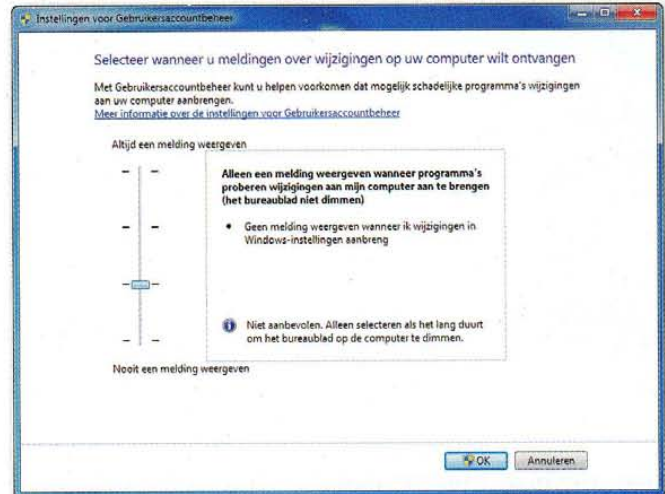 Instellingen voor Gebruikersaccountbeheer
Selecteer wanneer u meldingen over wijzigingen op uw computer wilt ontvangen
Met Gebruikersaccountbeheer kunt u helpen voorkomen dat mogelijk schadelijke programma's wijzigingen
aan uw computer aanbrengen.
Meer informatie over de instellingen voor Gebruikersaccountbeheer
Altijd een melding weergeven
Alleen een melding weergeven wanneer programma's
proberen wijzigingen aan mijn computer aan te brengen
(het bureaublad niet dimmen)
• Geen melding weergeven wanneer ik wijzigingen in
Windows-instellingen aanbreng
Niet aanbevolen. Alleen selecteren als het lang duurt
om het bureaublad op de computer te dimmen.
Nooit een melding weergeven
OK
Annuleren